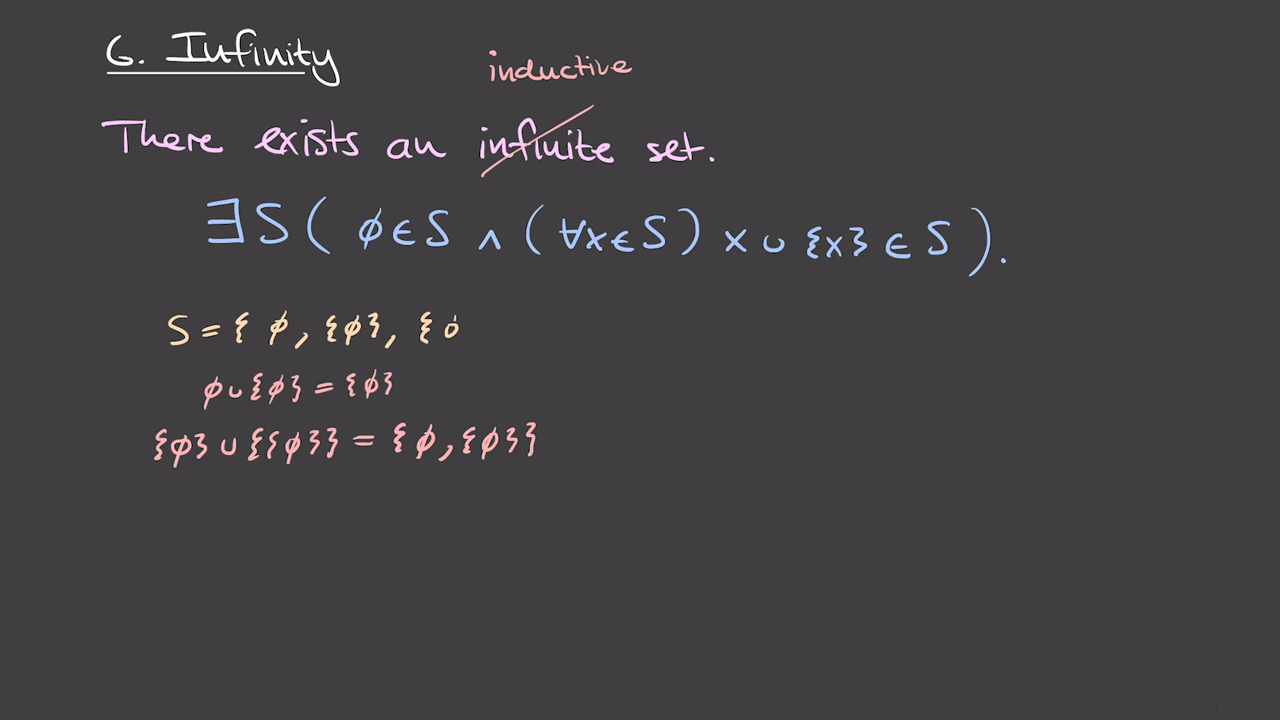 6. Infinity
inductive
There exists an infinite set.
∃S( ϕ∈S ∧ (∀x∈S) x ∪ {x} ∈ S ).
S = { ϕ, {ϕ}, { o
ϕ∪{ϕ} = {ϕ}
{ϕ} ∪ {{ϕ}} = {ϕ,{ϕ}}